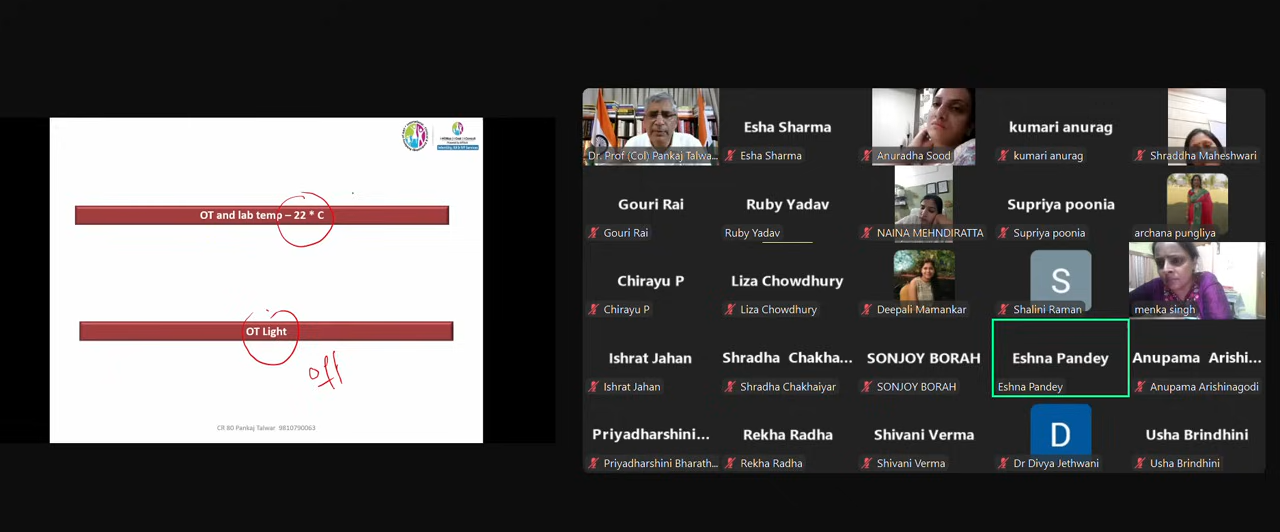 OT and lab temp – 22 * C
OT Light
off
CR 80 Pankaj Talwar 9810790063
Dr. Prof (Col) Pankaj Talwa...
Esha Sharma
Esha Sharma
Anuradha Sood
kumari anurag
kumari anurag
Shraddha Maheshwari
Gouri Rai
Gouri Rai
Ruby Yadav
Ruby Yadav
NAINA MEHNDIRATTA
Supriya poonia
Supriya poonia
archana pungliya
Chirayu P
Chirayu P
Liza Chowdhury
Liza Chowdhury
Deepali Mamankar
S
Shalini Raman
menka singh
Ishrat Jahan
Ishrat Jahan
Shradha Chakha...
Shradha Chakhaiyar
SONJOY BORAH
SONJOY BORAH
Eshna Pandey
Eshna Pandey
Anupama Arishi...
Anupama Arishinagodi
Priyadharshini...
Priyadharshini Bharath...
Rekha Radha
Rekha Radha
Shivani Verma
Shivani Verma
D
Dr Divya Jethwani
Usha Brindhini
Usha Brindhini